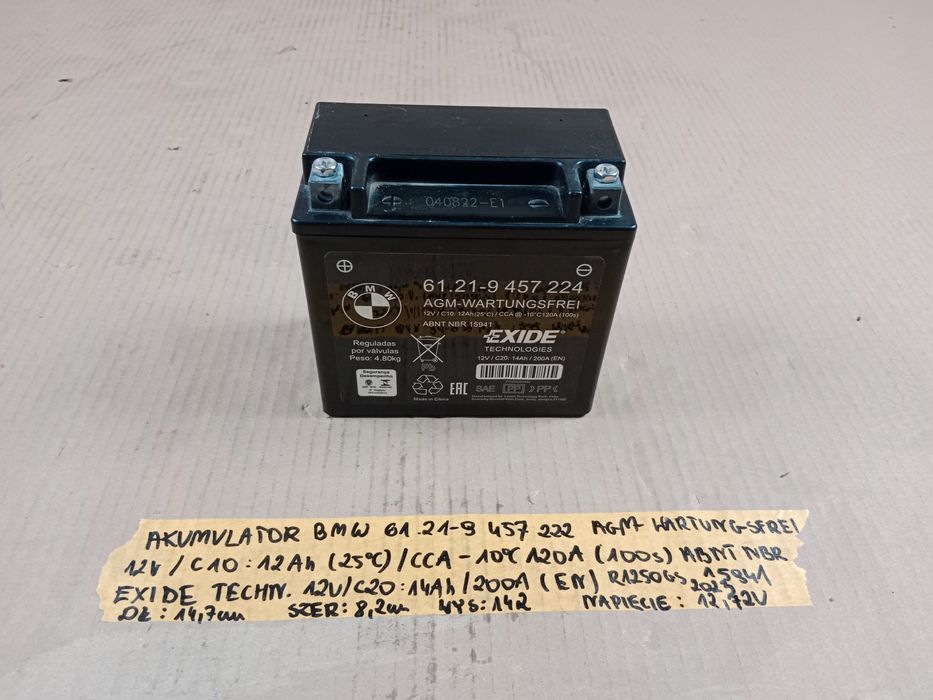 040822-E1
BMW
61.21-9 457 224
AGM-WARTUNGSFREI
12V / C10: 12Ah(25°C) / CCA @ -10°C120A (100s)
ABNT NBR 15941
EXIDE
TECHNOLOGIES
12V / C20: 14Ah / 200A (EN)
Reguladas
por válvulas
Peso: 4.80kg
Pb
Segurança
Desempenho
Made in China
EAC
SAE PP >PP<
AKUMULATOR BMW 61.21-9 457 222 AGM-WARTUNGSFREI
12V / C10:12Ah (25°C) / CCA -10°C 120A (100s) ABNT NBR
15941
EXIDE TECHN. 12V/C20:14Ah/200A (EN) R1250GS
DŁ: 14,7cm SZER: 8,2cm WYS: 142 NAPIĘCIE: 12,72V